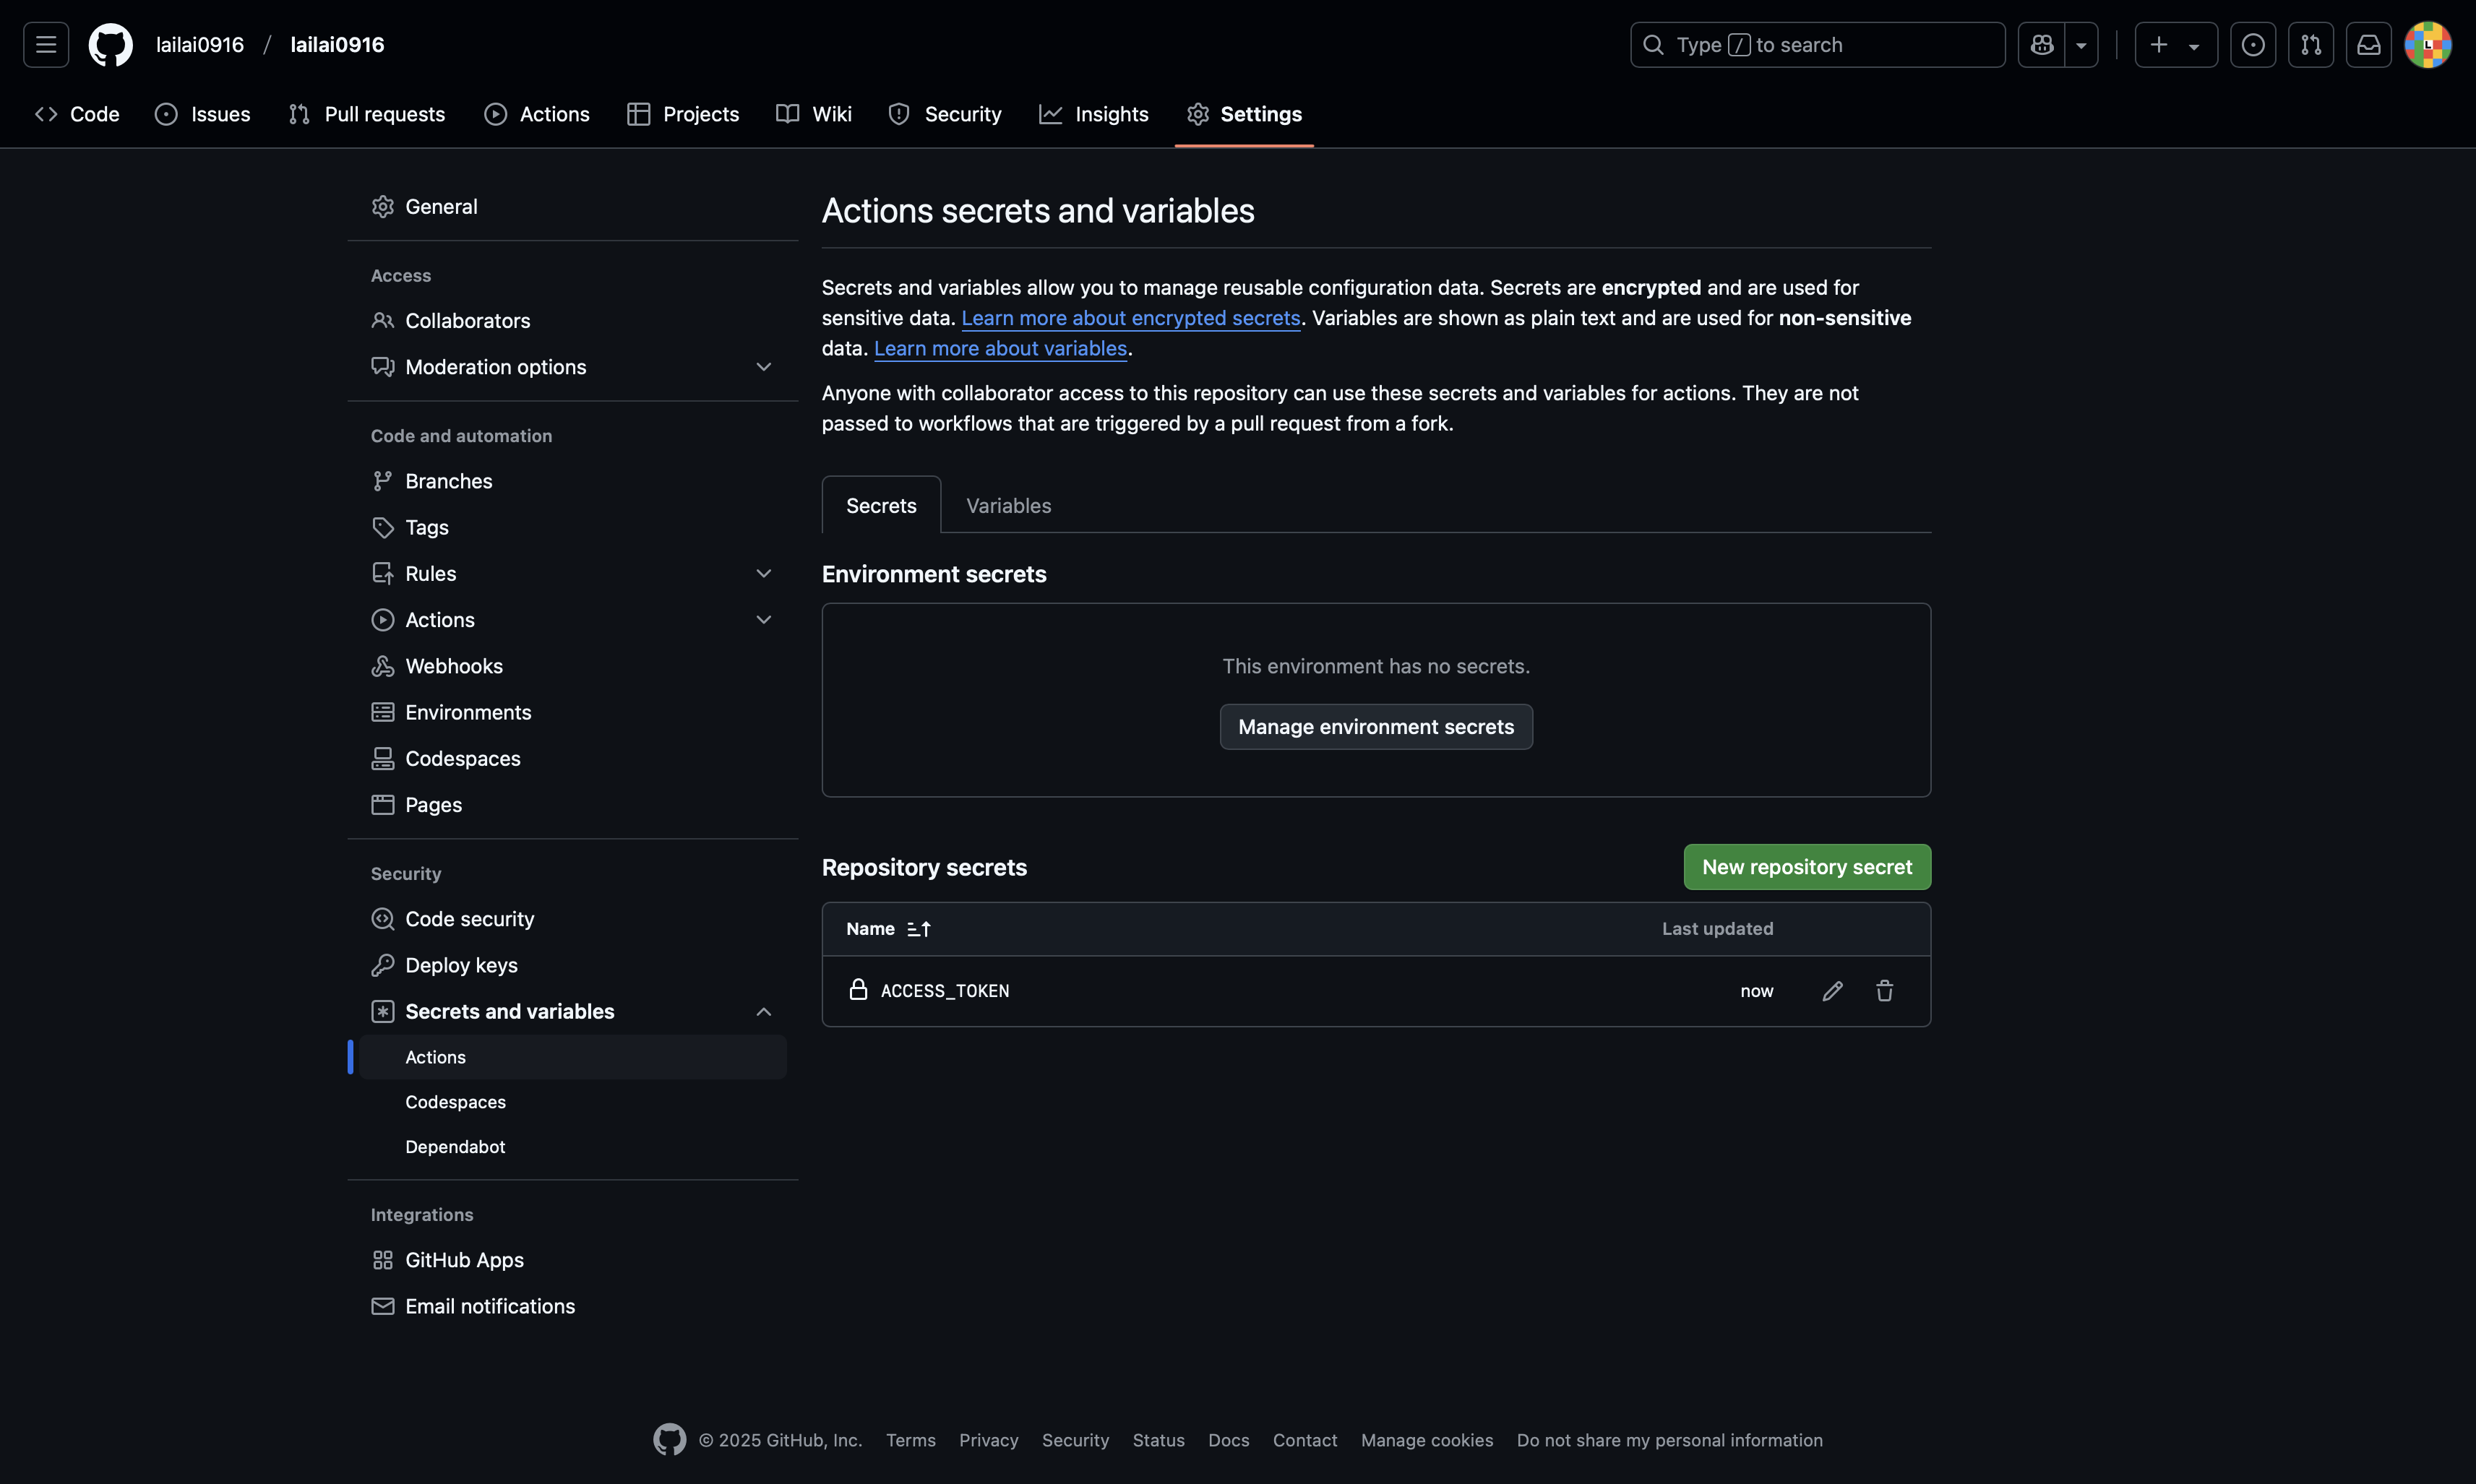 lailai0916 / lailai0916
Type / to search
Code Issues Pull requests Actions Projects Wiki Security Insights Settings
General
Access
Collaborators
Moderation options
Code and automation
Branches
Tags
Rules
Actions
Webhooks
Environments
Codespaces
Pages
Security
Code security
Deploy keys
Secrets and variables
Actions
Codespaces
Dependabot
Integrations
GitHub Apps
Email notifications
Actions secrets and variables
Secrets and variables allow you to manage reusable configuration data. Secrets are encrypted and are used for
sensitive data. Learn more about encrypted secrets. Variables are shown as plain text and are used for non-sensitive
data. Learn more about variables.
Anyone with collaborator access to this repository can use these secrets and variables for actions. They are not
passed to workflows that are triggered by a pull request from a fork.
Secrets Variables
Environment secrets
This environment has no secrets.
Manage environment secrets
Repository secrets New repository secret
Name Last updated
ACCESS_TOKEN now
© 2025 GitHub, Inc. Terms Privacy Security Status Docs Contact Manage cookies Do not share my personal information
L